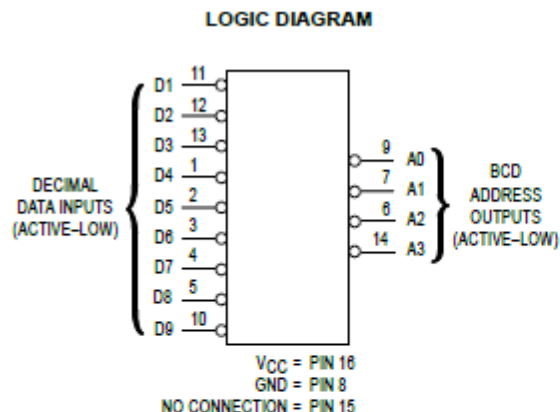 LOGIC DIAGRAM
D1 11
D2 12
D3 13
D4 1
D5 2
D6 3
D7 4
D8 5
D9 10
DECIMAL
DATA INPUTS
(ACTIVE–LOW)
9 A0
7 A1
6 A2
14 A3
BCD
ADDRESS
OUTPUTS
(ACTIVE–LOW)
VCC = PIN 16
GND = PIN 8
NO CONNECTION = PIN 15